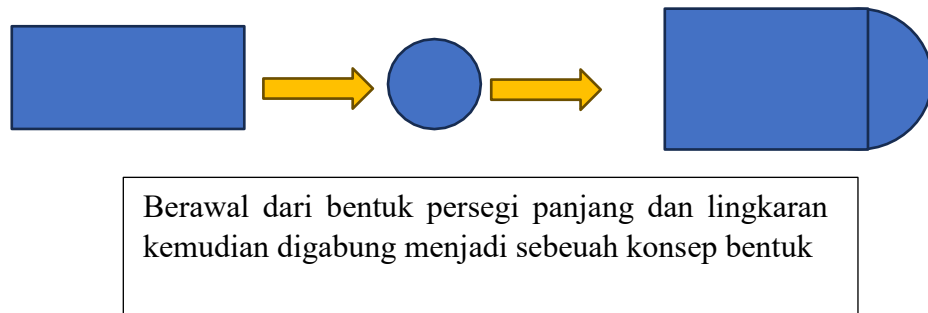 Berawal dari bentuk persegi panjang dan lingkaran
kemudian digabung menjadi sebeuah konsep bentuk